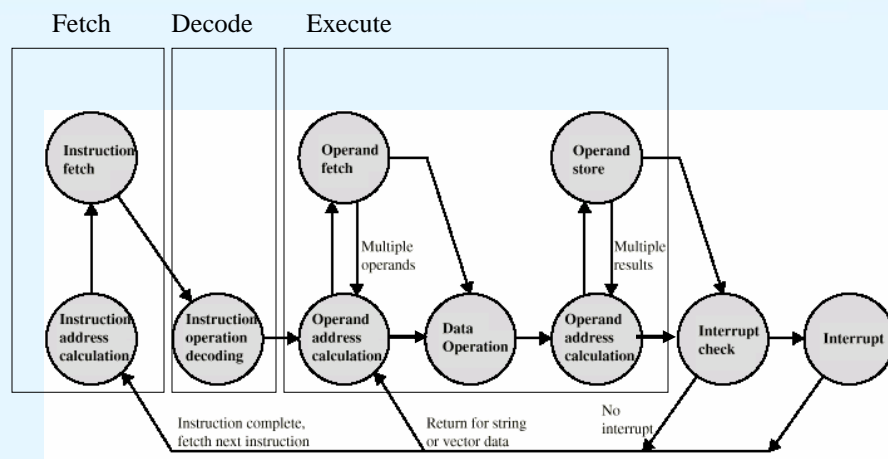 Fetch
Decode
Execute
Instruction
fetch
Operand
fetch
Operand
store
Multiple
operands
Multiple
results
Instruction
address
calculation
Instruction
operation
decoding
Operand
address
calculation
Data
Operation
Operand
address
calculation
Interrupt
check
Interrupt
Instruction complete,
fetcth next instruction
Return for string
or vector data
No
interrupt